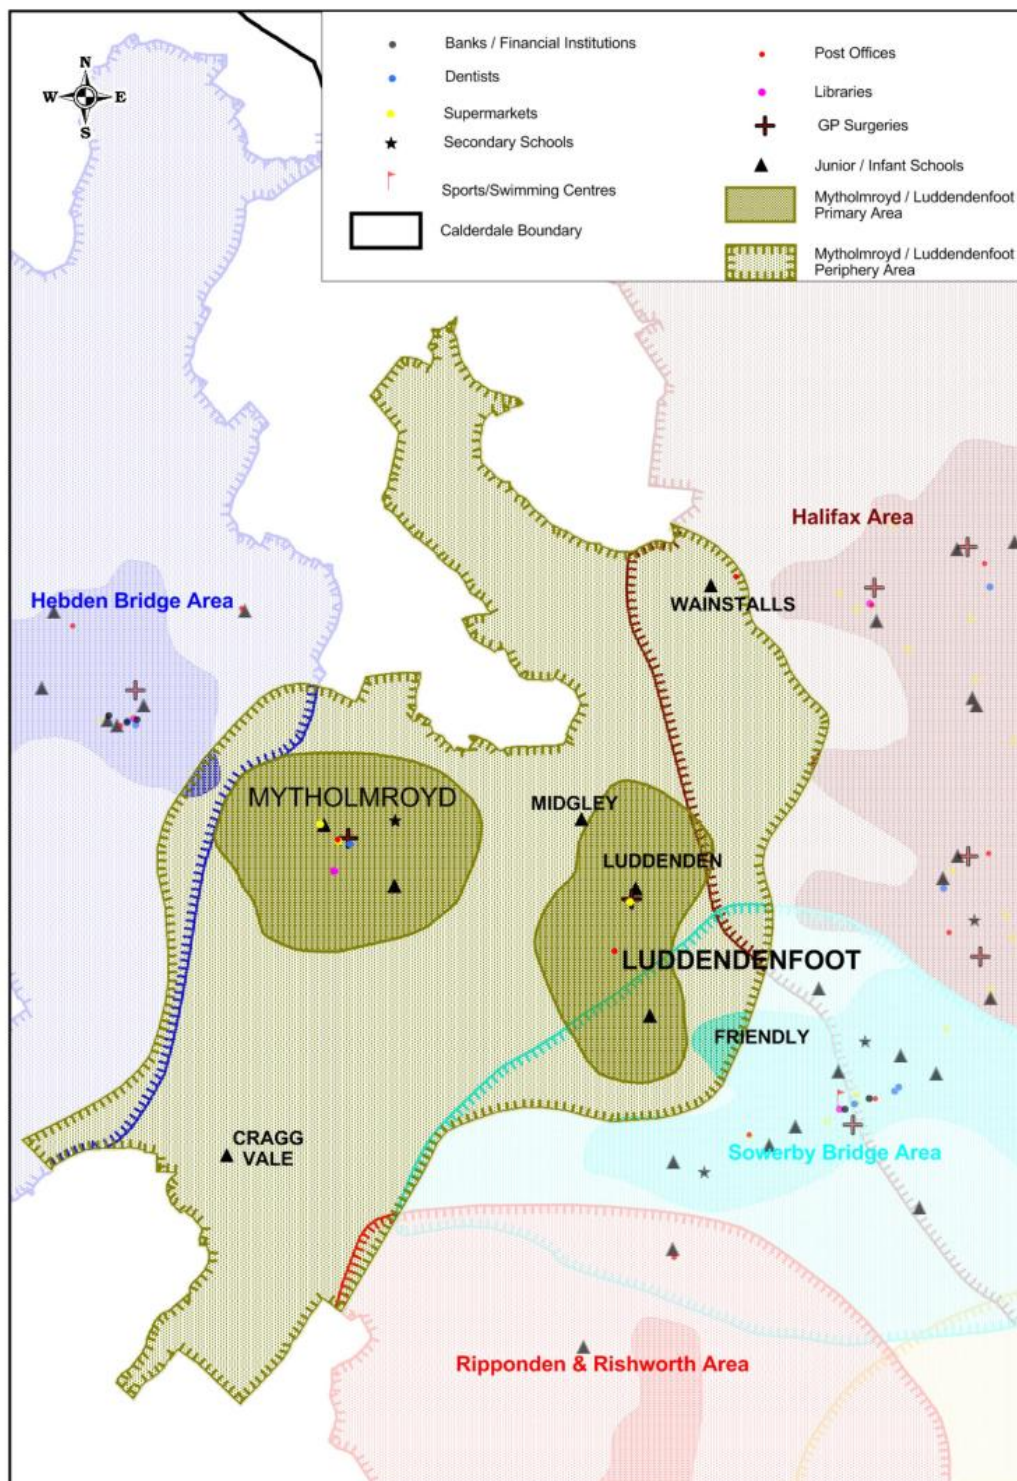 N
W E
S
Banks / Financial Institutions
Dentists
Supermarkets
Secondary Schools
Sports/Swimming Centres
Calderdale Boundary
Post Offices
Libraries
GP Surgeries
Junior / Infant Schools
Mytholmroyd / Luddendenfoot
Primary Area
Mytholmroyd / Luddendenfoot
Periphery Area
Halifax Area
Hebden Bridge Area
WAINSTALLS
MYTHOLMROYD
MIDGLEY
LUDDENDEN
LUDDENDENFOOT
FRIENDLY
CRAGG
VALE
Sowerby Bridge Area
Ripponden & Rishworth Area